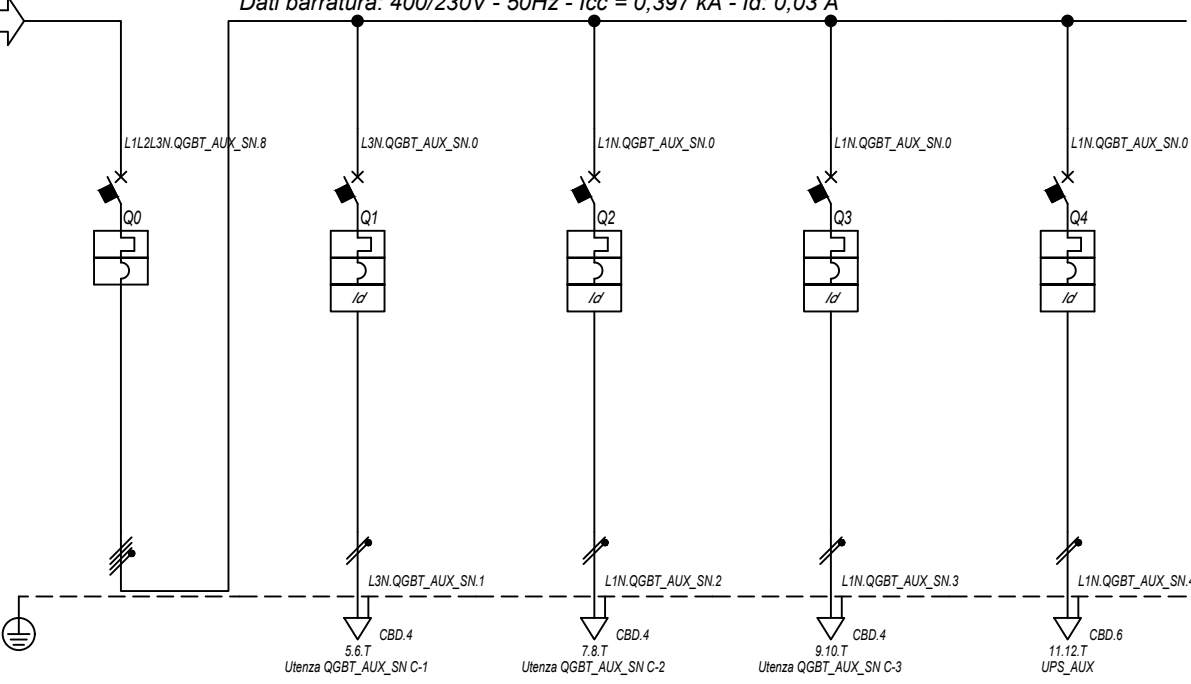 Dati barratura: 400/230V - 50Hz - Icc = 0,397 kA - Id: 0,03 A
L1L2L3N.QGBT_AUX_SN.8
L3N.QGBT_AUX_SN.0
L1N.QGBT_AUX_SN.0
L1N.QGBT_AUX_SN.0
L1N.QGBT_AUX_SN.0
Q0
Q1
Q2
Q3
Q4
Id
Id
Id
Id
L3N.QGBT_AUX_SN.1
L1N.QGBT_AUX_SN.2
L1N.QGBT_AUX_SN.3
L1N.QGBT_AUX_SN.4
CBD.4
CBD.4
CBD.4
CBD.6
5.6.T
7.8.T
9.10.T
11.12.T
Utenza QGBT_AUX_SN C-1
Utenza QGBT_AUX_SN C-2
Utenza QGBT_AUX_SN C-3
UPS_AUX